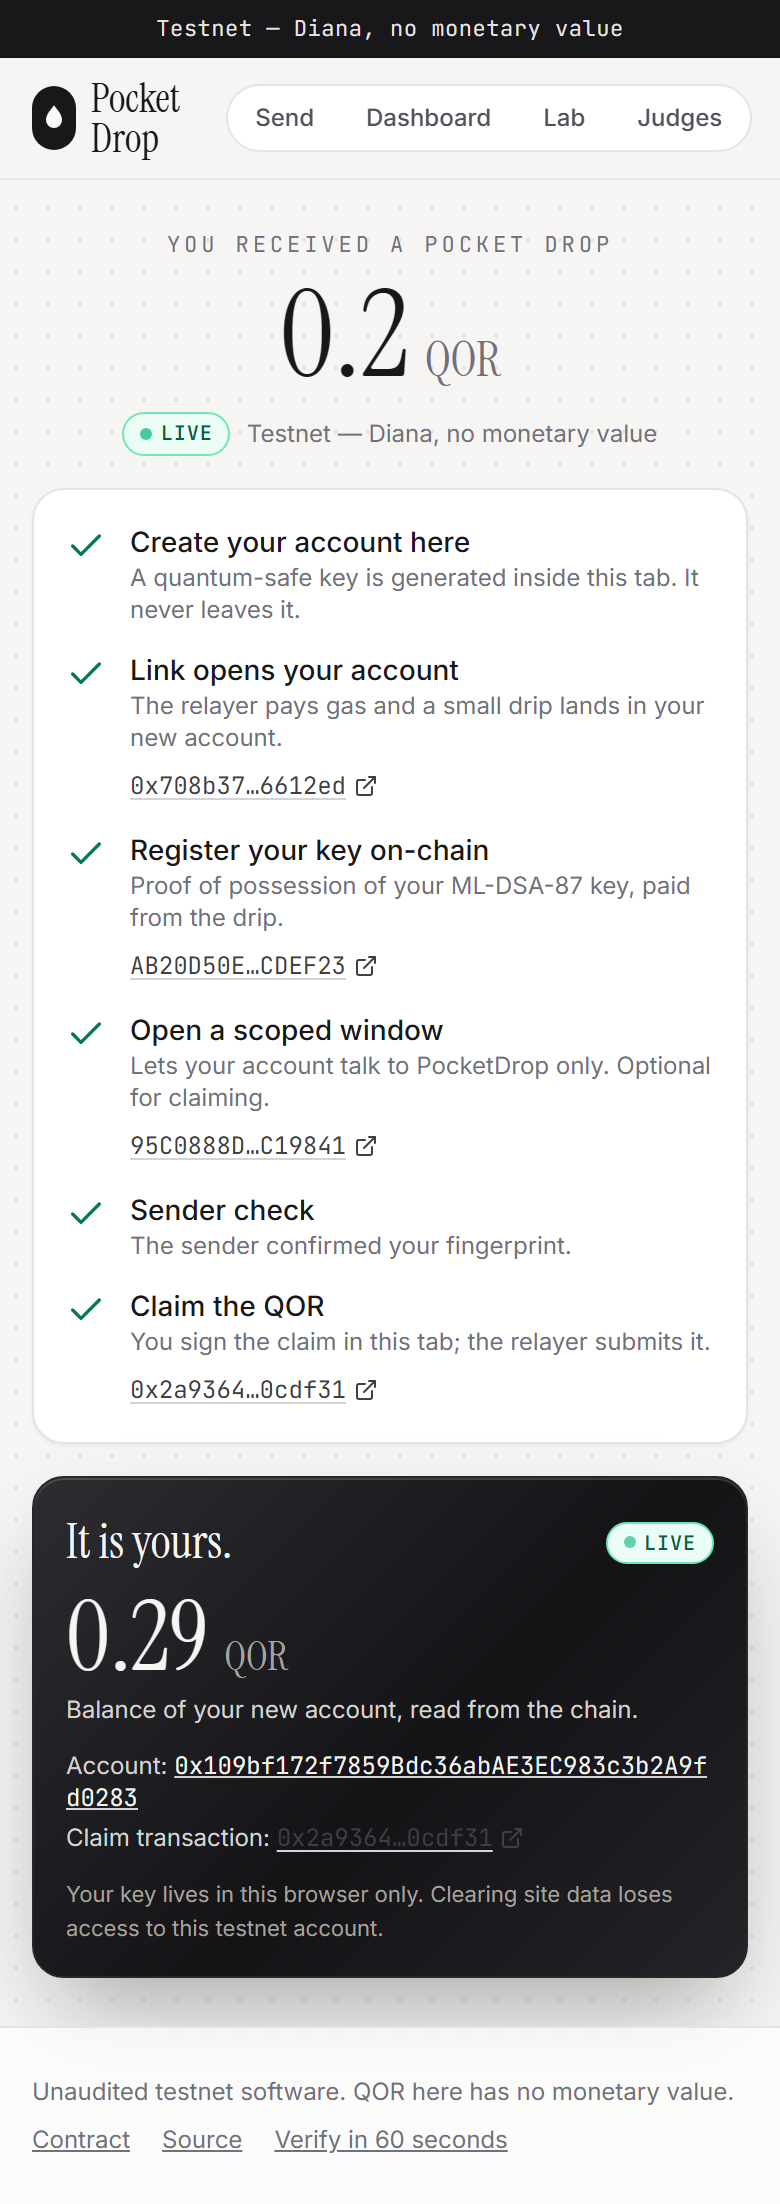 Testnet — Diana, no monetary value
Pocket
Drop
Send
Dashboard
Lab
Judges
YOU RECEIVED A POCKET DROP
0.2 QOR
LIVE Testnet — Diana, no monetary value
Create your account here
A quantum-safe key is generated inside this tab. It
never leaves it.
Link opens your account
The relayer pays gas and a small drip lands in your
new account.
0x708b37…6612ed
Register your key on-chain
Proof of possession of your ML-DSA-87 key, paid
from the drip.
AB20D50E…CDEF23
Open a scoped window
Lets your account talk to PocketDrop only. Optional
for claiming.
95C0888D…C19841
Sender check
The sender confirmed your fingerprint.
Claim the QOR
You sign the claim in this tab; the relayer submits it.
0x2a9364…0cdf31
It is yours.
LIVE
0.29 QOR
Balance of your new account, read from the chain.
Account: 0x109bf172f7859Bdc36abAE3EC983c3b2A9f
d0283
Claim transaction: 0x2a9364…0cdf31
Your key lives in this browser only. Clearing site data loses
access to this testnet account.
Unaudited testnet software. QOR here has no monetary value.
Contract
Source
Verify in 60 seconds